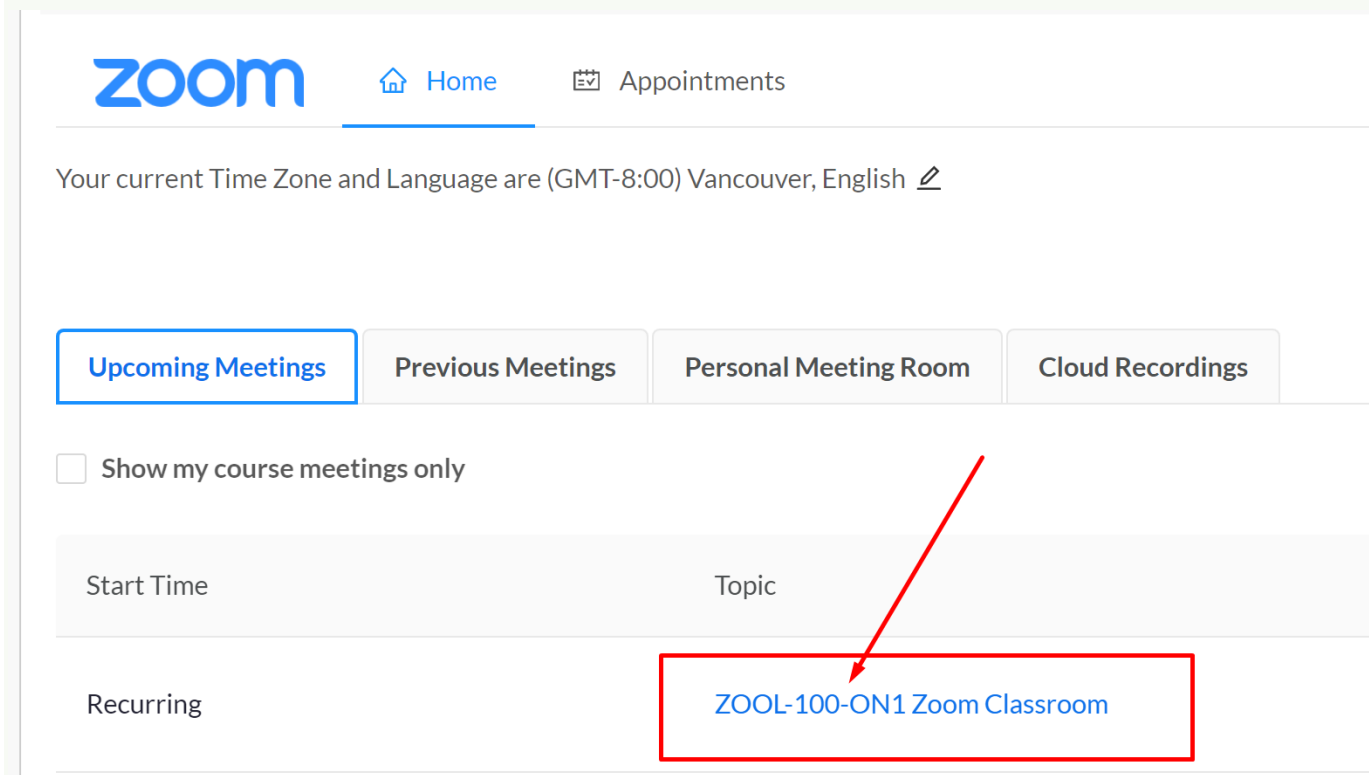 zoom Home Appointments
Your current Time Zone and Language are (GMT-8:00) Vancouver, English
Upcoming Meetings Previous Meetings Personal Meeting Room Cloud Recordings
Show my course meetings only
Start Time Topic
Recurring ZOOL-100-ON1 Zoom Classroom